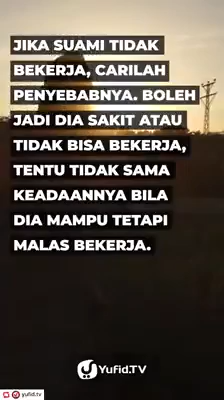 JIKA SUAMI TIDAK
BEKERJA, CARILAH
PENYEBABNYA. BOLEH
JADI DIA SAKIT ATAU
TIDAK BISA BEKERJA,
TENTU TIDAK SAMA
KEADAANNYA BILA
DIA MAMPU TETAPI
MALAS BEKERJA.
Yufid.TV
yufid.tv